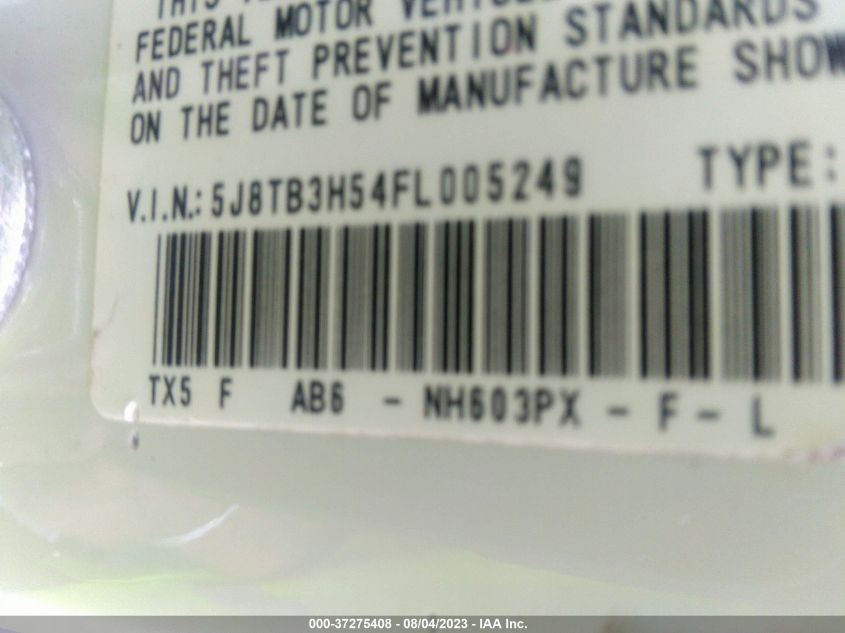 FEDERAL MOTOR
AND THEFT PREVENTION STANDARDS
ON THE DATE OF MANUFACTURE SHOW
V.I.N.: 5J8TB3H54FL005249 TYPE:
TX5 F AB6 - NH603PX - F - L
000-37275408 - 08/04/2023 - IAA Inc.